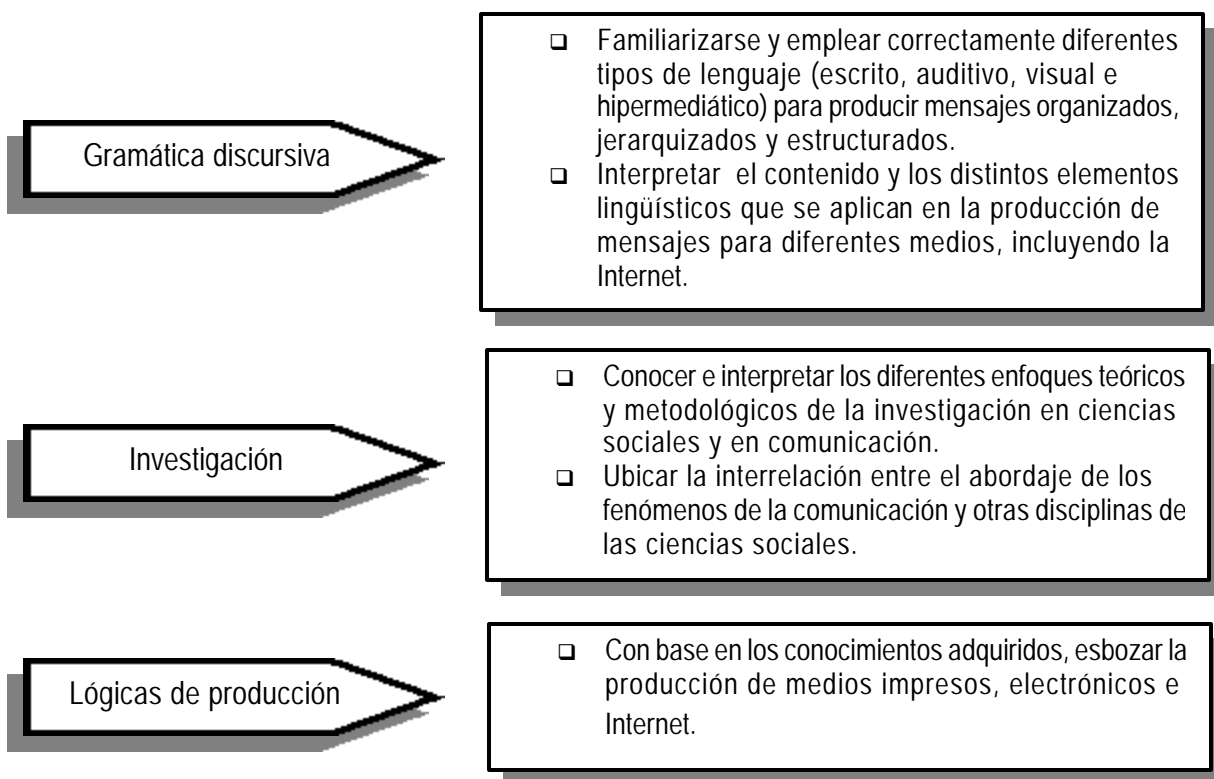 Gramática discursiva
❑ Familiarizarse y emplear correctamente diferentes
tipos de lenguaje (escrito, auditivo, visual e
hipermediático) para producir mensajes organizados,
jerarquizados y estructurados.
❑ Interpretar el contenido y los distintos elementos
lingüísticos que se aplican en la producción de
mensajes para diferentes medios, incluyendo la
Internet.
Investigación
❑ Conocer e interpretar los diferentes enfoques teóricos
y metodológicos de la investigación en ciencias
sociales y en comunicación.
❑ Ubicar la interrelación entre el abordaje de los
fenómenos de la comunicación y otras disciplinas de
las ciencias sociales.
Lógicas de producción
❑ Con base en los conocimientos adquiridos, esbozar la
producción de medios impresos, electrónicos e
Internet.